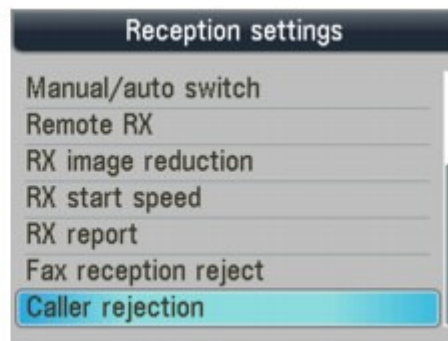 Reception settings
Manual/auto switch
Remote RX
RX image reduction
RX start speed
RX report
Fax reception reject
Caller rejection